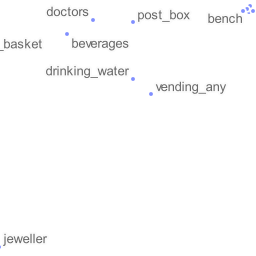 doctors
post_box
bench
_basket
beverages
drinking_water
vending_any
jeweller